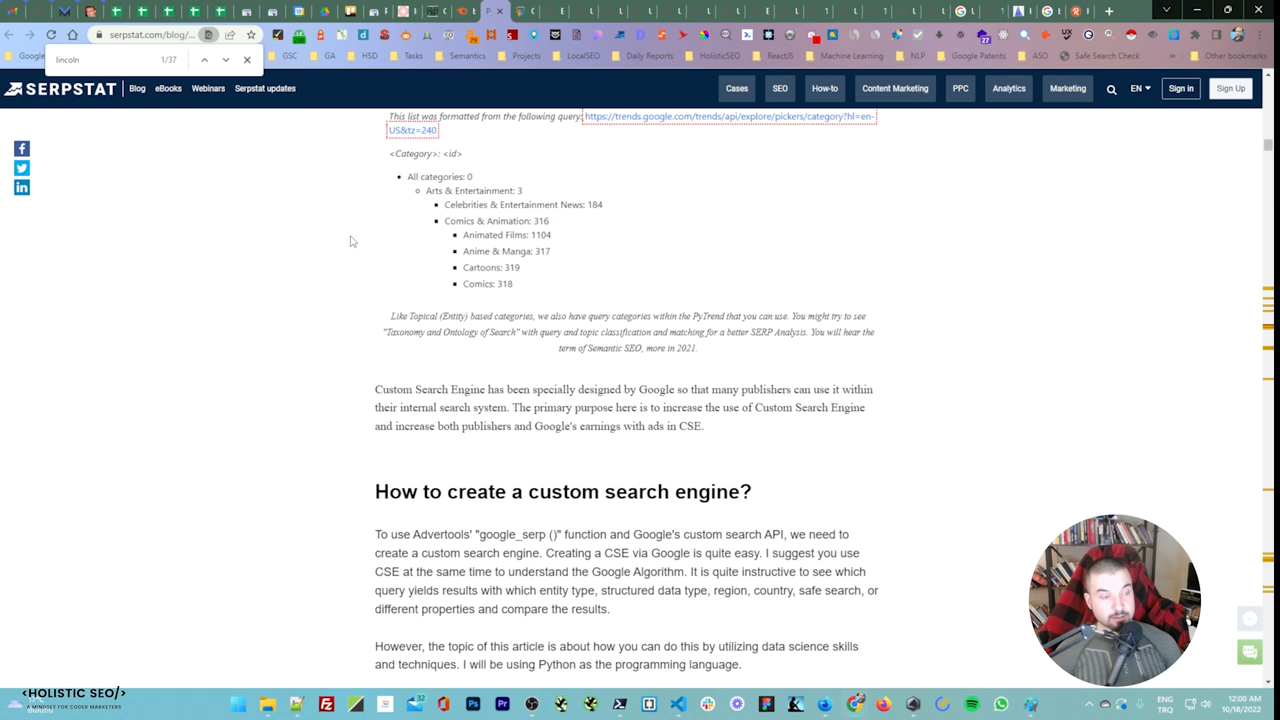 serpstat.com/blog/...
lincoln
1/37
Google
GSC
GA
HSD
Tasks
Semantics
Projects
LocalSEO
Daily Reports
HolisticSEO
ReactJS
Machine Learning
NLP
Google Patents
ASO
Safe Search Check
»
Other bookmarks
SERPSTAT
Blog
eBooks
Webinars
Serpstat updates
Cases
SEO
How-to
Content Marketing
PPC
Analytics
Marketing
EN
Sign in
Sign Up
This list was formatted from the following query: https://trends.google.com/trends/api/explore/pickers/category?hl=en-
US&tz=240
<Category>: <id>
All categories: 0
Arts & Entertainment: 3
Celebrities & Entertainment News: 184
Comics & Animation: 316
Animated Films: 1104
Anime & Manga: 317
Cartoons: 319
Comics: 318
Like Topical (Entity) based categories, we also have query categories within the PyTrend that you can use. You might try to see
"Taxonomy and Ontology of Search" with query and topic classification and matching for a better SERP Analysis. You will hear the
term of Semantic SEO, more in 2021.
Custom Search Engine has been specially designed by Google so that many publishers can use it within
their internal search system. The primary purpose here is to increase the use of Custom Search Engine
and increase both publishers and Google's earnings with ads in CSE.
How to create a custom search engine?
To use Advertools' "google_serp ()" function and Google's custom search API, we need to
create a custom search engine. Creating a CSE via Google is quite easy. I suggest you use
CSE at the same time to understand the Google Algorithm. It is quite instructive to see which
query yields results with which entity type, structured data type, region, country, safe search, or
different properties and compare the results.
However, the topic of this article is about how you can do this by utilizing data science skills
and techniques. I will be using Python as the programming language.
<HOLISTIC SEO/>
A MINDSET FOR CODER MARKETERS
ENG
TRQ
12:00 AM
10/18/2022